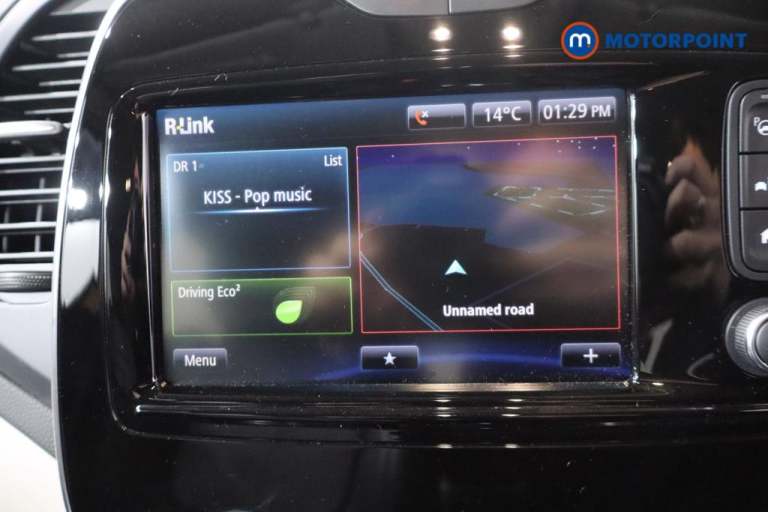 m MOTORPOINT
R-Link
14°C
01:29 PM
DR 1
List
KISS - Pop music
Driving Eco²
Unnamed road
Menu
P